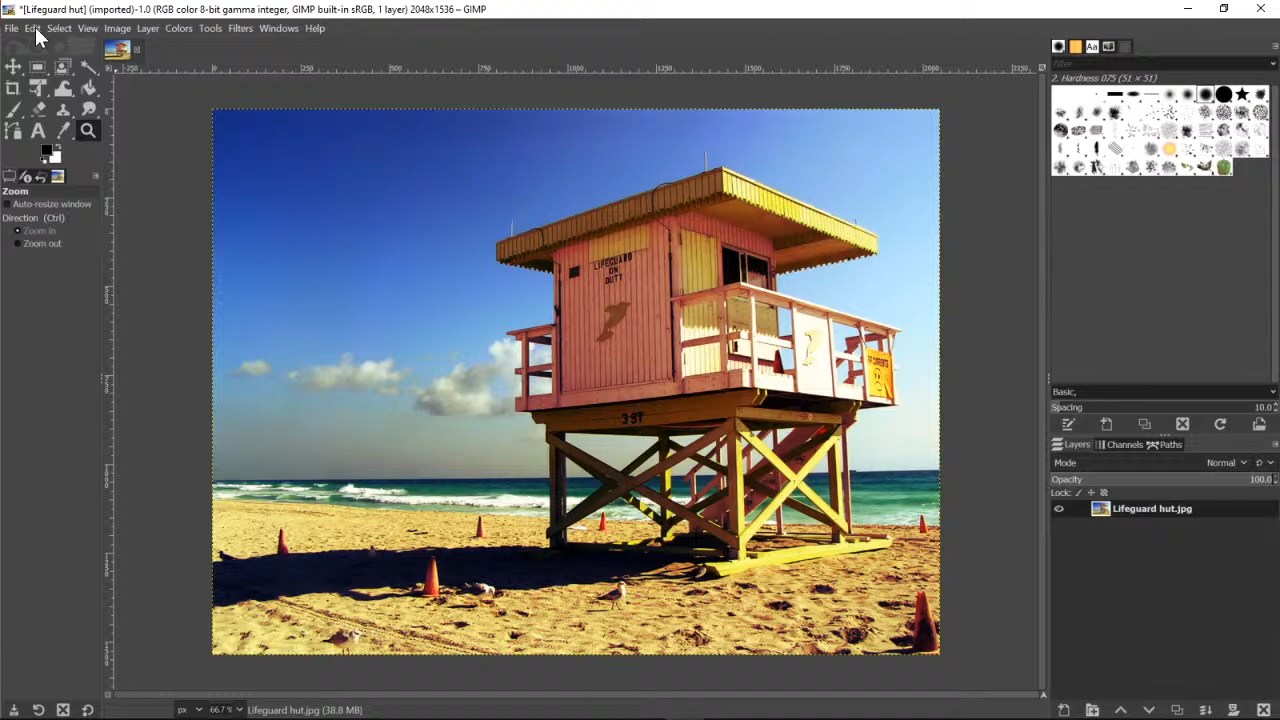 *[Lifeguard hut] (imported)-1.0 (RGB color 8-bit gamma integer, GIMP built-in sRGB, 1 layer) 2048x1536 – GIMP
File Edit Select View Image Layer Colors Tools Filters Windows Help
Filter
2. Hardness 075 (51 × 51)
Zoom
Auto-resize window
Direction (Ctrl)
Zoom in
Zoom out
LIFEGUARD
ON
DUTY
3 ST
Basic,
Spacing 10.0
Layers Channels Paths
Mode Normal
Opacity 100.0
Lock:
Lifeguard hut.jpg
px 66.7 % Lifeguard hut.jpg (38.8 MB)